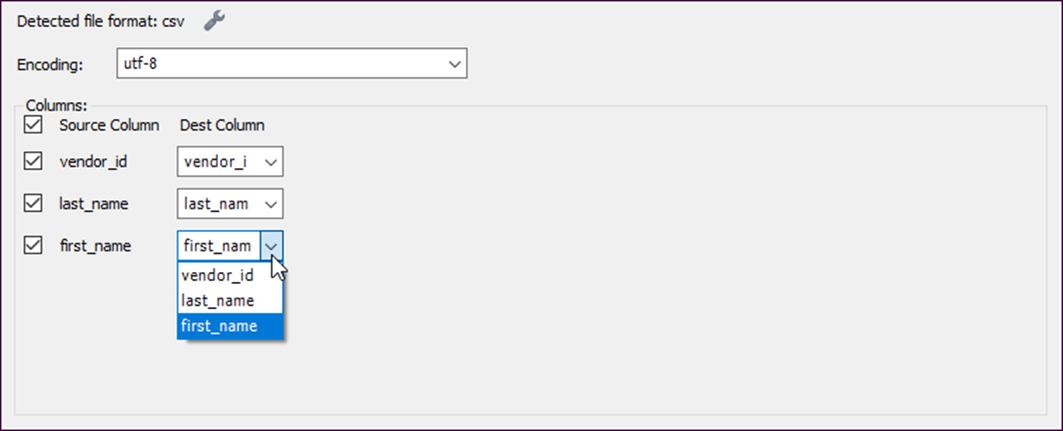 Detected file format: csv
Encoding: utf-8
Columns:
Source Column Dest Column
vendor_id vendor_i
last_name last_nam
first_name first_nam
vendor_id
last_name
first_name